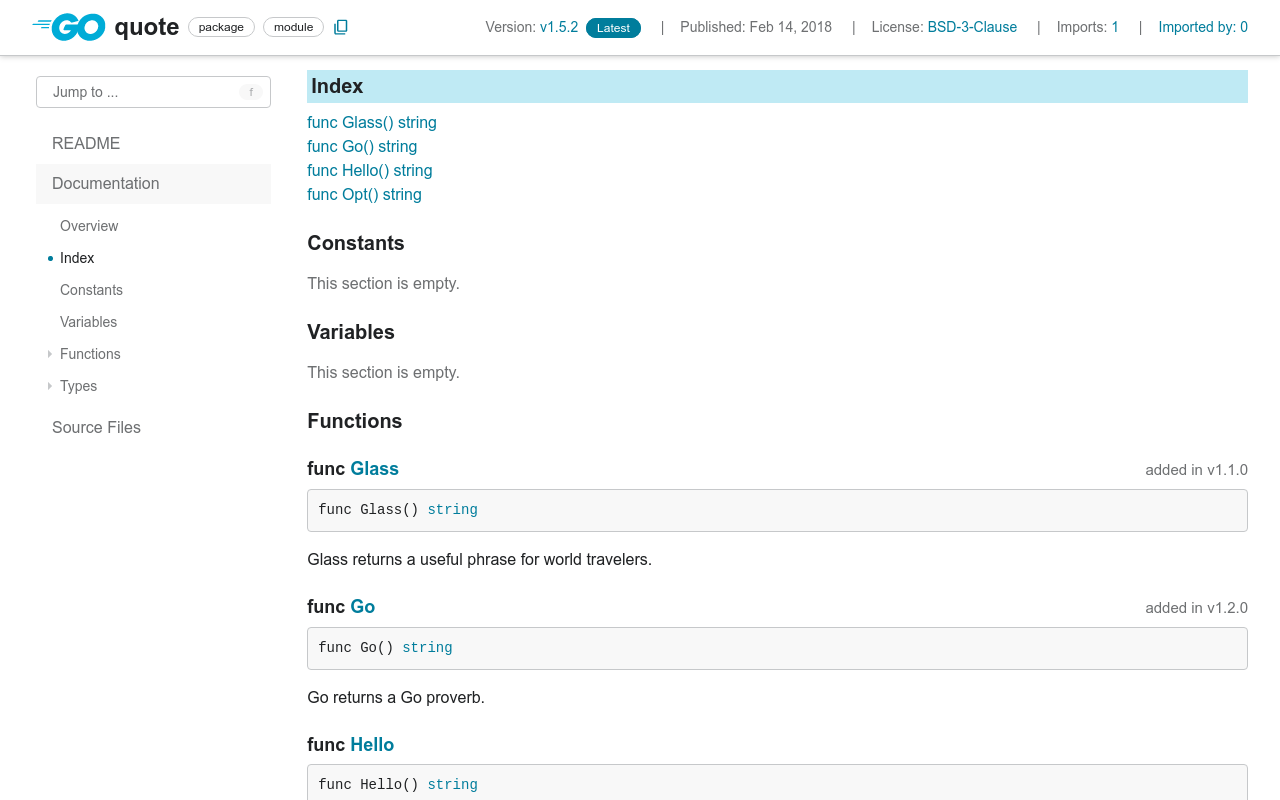 GO quote package module Version: v1.5.2 Latest | Published: Feb 14, 2018 | License: BSD-3-Clause | Imports: 1 | Imported by: 0
Jump to ... f
README
Documentation
Overview
Index
Constants
Variables
Functions
Types
Source Files
Index
func Glass() string
func Go() string
func Hello() string
func Opt() string
Constants
This section is empty.
Variables
This section is empty.
Functions
func Glass added in v1.1.0
func Glass() string
Glass returns a useful phrase for world travelers.
func Go added in v1.2.0
func Go() string
Go returns a Go proverb.
func Hello
func Hello() string